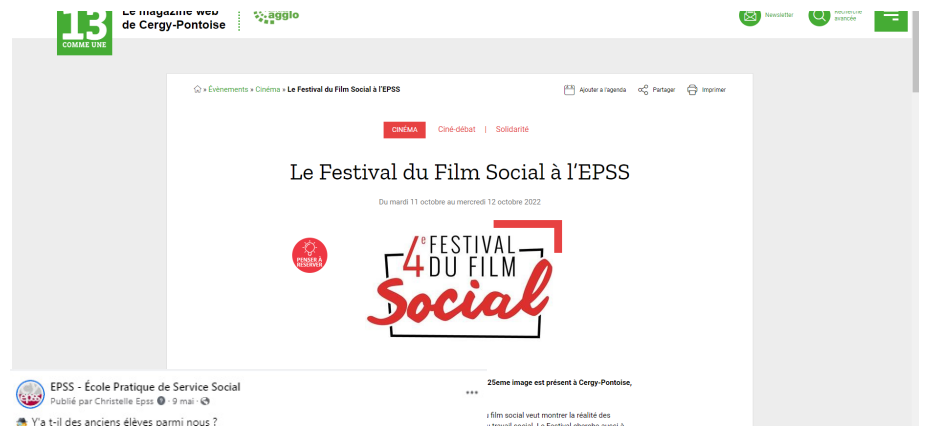 13
COMME UNE
Le magazine web
de Cergy-Pontoise
agglo
Newsletter
Recherche
avancée
» Événements » Cinéma » Le Festival du Film Social à l'EPSS
Ajouter a l'agenda
Partager
Imprimer
CINÉMA
Ciné-débat | Solidarité
Le Festival du Film Social à l'EPSS
Du mardi 11 octobre au mercredi 12 octobre 2022
PENSER À
RÉSERVER
4e FESTIVAL
DU FILM
Social
25eme image est présent à Cergy-Pontoise,
film social veut montrer la réalité des
travail social. Le Festival cherche aussi à
EPSS - École Pratique de Service Social
Publié par Christelle Epss · 9 mai ·
Y'a t-il des anciens élèves parmi nous ?